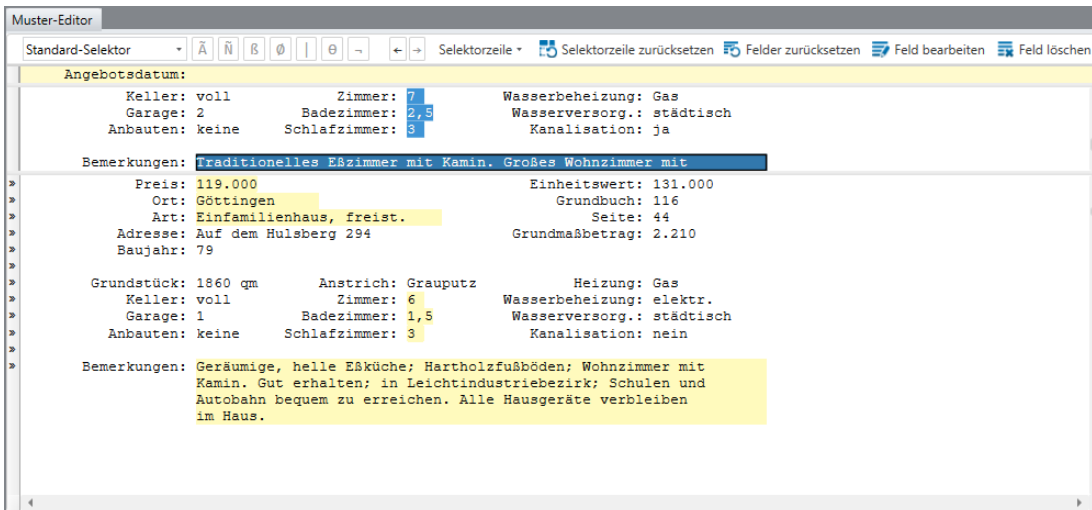 Muster-Editor
Standard-Selektor Ã Ñ ß Ø | θ ¬ ← → Selektorzeile Selektorzeile zurücksetzen Felder zurücksetzen Feld bearbeiten Feld löschen
Angebotsdatum:
Keller: voll Zimmer: 7 Wasserbeheizung: Gas
Garage: 2 Badezimmer: 2,5 Wasserversorg.: städtisch
Anbauten: keine Schlafzimmer: 3 Kanalisation: ja
Bemerkungen: Traditionelles Eßzimmer mit Kamin. Großes Wohnzimmer mit
» Preis: 119.000 Einheitswert: 131.000
» Ort: Göttingen Grundbuch: 116
» Art: Einfamilienhaus, freist. Seite: 44
» Adresse: Auf dem Hulsberg 294 Grundmaßbetrag: 2.210
» Baujahr: 79
»
» Grundstück: 1860 qm Anstrich: Grauputz Heizung: Gas
» Keller: voll Zimmer: 6 Wasserbeheizung: elektr.
» Garage: 1 Badezimmer: 1,5 Wasserversorg.: städtisch
» Anbauten: keine Schlafzimmer: 3 Kanalisation: nein
»
» Bemerkungen: Geräumige, helle Eßküche; Hartholzfußböden; Wohnzimmer mit
Kamin. Gut erhalten; in Leichtindustriebezirk; Schulen und
Autobahn bequem zu erreichen. Alle Hausgeräte verbleiben
im Haus.